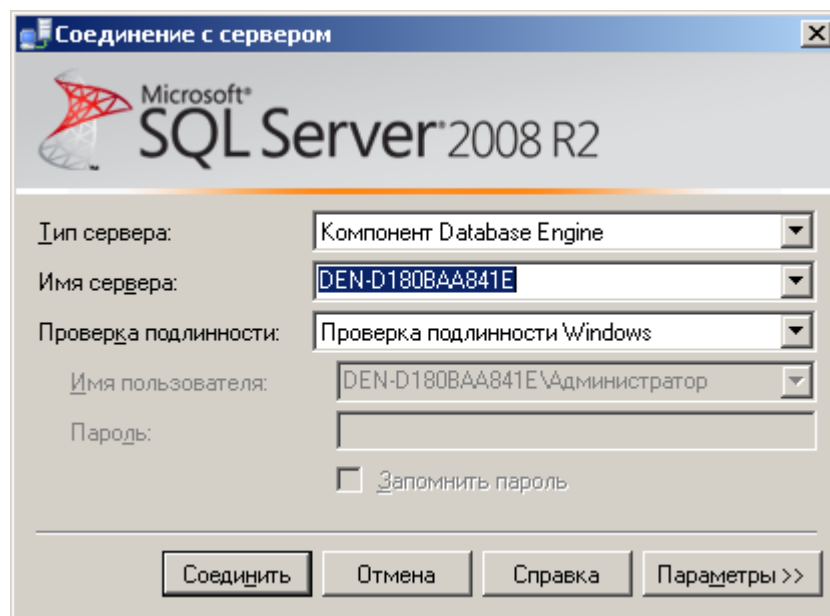 Соединение с сервером
Microsoft®
SQL Server® 2008 R2
Тип сервера: Компонент Database Engine
Имя сервера: DEN-D180BAA841E
Проверка подлинности: Проверка подлинности Windows
Имя пользователя: DEN-D180BAA841E\Администратор
Пароль:
Запомнить пароль
Соединить Отмена Справка Параметры >>